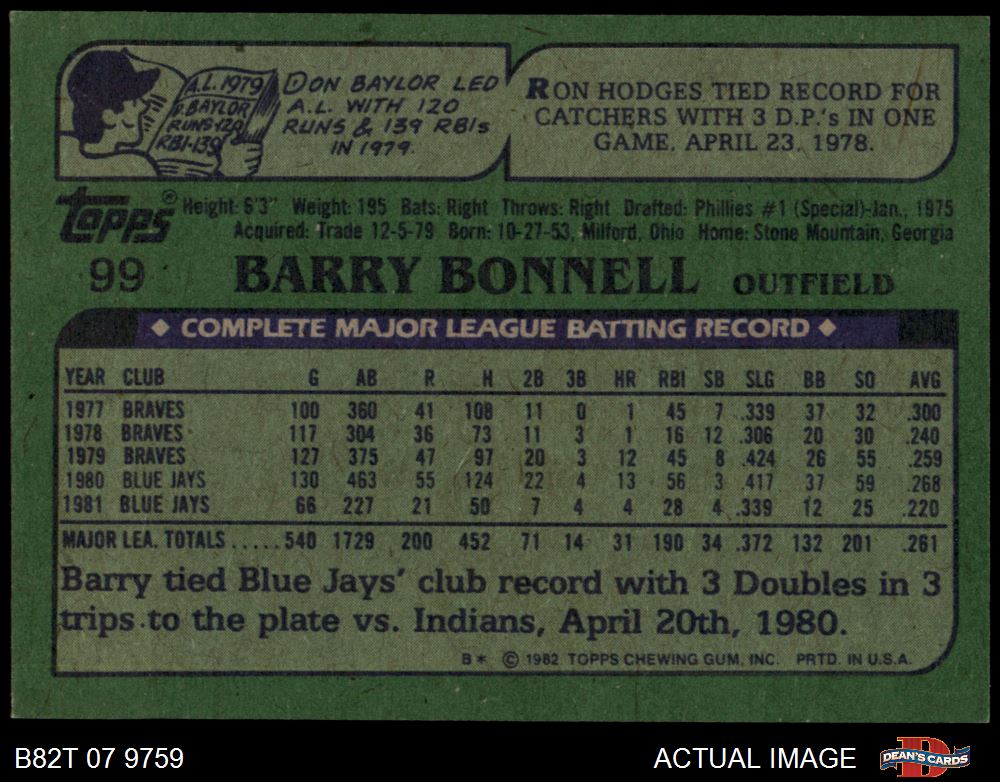 A.L. 1979
D. BAYLOR
RUNS-120
RBI-139
DON BAYLOR LED
A.L. WITH 120
RUNS & 139 RBIs
IN 1979.
RON HODGES TIED RECORD FOR
CATCHERS WITH 3 D.P.'s IN ONE
GAME, APRIL 23, 1978.
Topps®
Height: 6'3" Weight: 195 Bats: Right Throws: Right Drafted: Phillies #1 (Special)-Jan., 1975
Acquired: Trade 12-5-79 Born: 10-27-53, Milford, Ohio Home: Stone Mountain, Georgia
99 BARRY BONNELL OUTFIELD
◆ COMPLETE MAJOR LEAGUE BATTING RECORD ◆
YEAR CLUB G AB R H 2B 3B HR RBI SB SLG BB SO AVG
1977 BRAVES 100 360 41 108 11 0 1 45 7 .339 37 32 .300
1978 BRAVES 117 304 36 73 11 3 1 16 12 .306 20 30 .240
1979 BRAVES 127 375 47 97 20 3 12 45 8 .424 26 55 .259
1980 BLUE JAYS 130 463 55 124 22 4 13 56 3 .417 37 59 .268
1981 BLUE JAYS 66 227 21 50 7 4 4 28 4 .339 12 25 .220
MAJOR LEA. TOTALS .....540 1729 200 452 71 14 31 190 34 .372 132 201 .261
Barry tied Blue Jays' club record with 3 Doubles in 3
trips to the plate vs. Indians, April 20th, 1980.
B* © 1982 TOPPS CHEWING GUM, INC. PRTD. IN U.S.A.
B82T 07 9759
ACTUAL IMAGE
DEAN'S CARDS